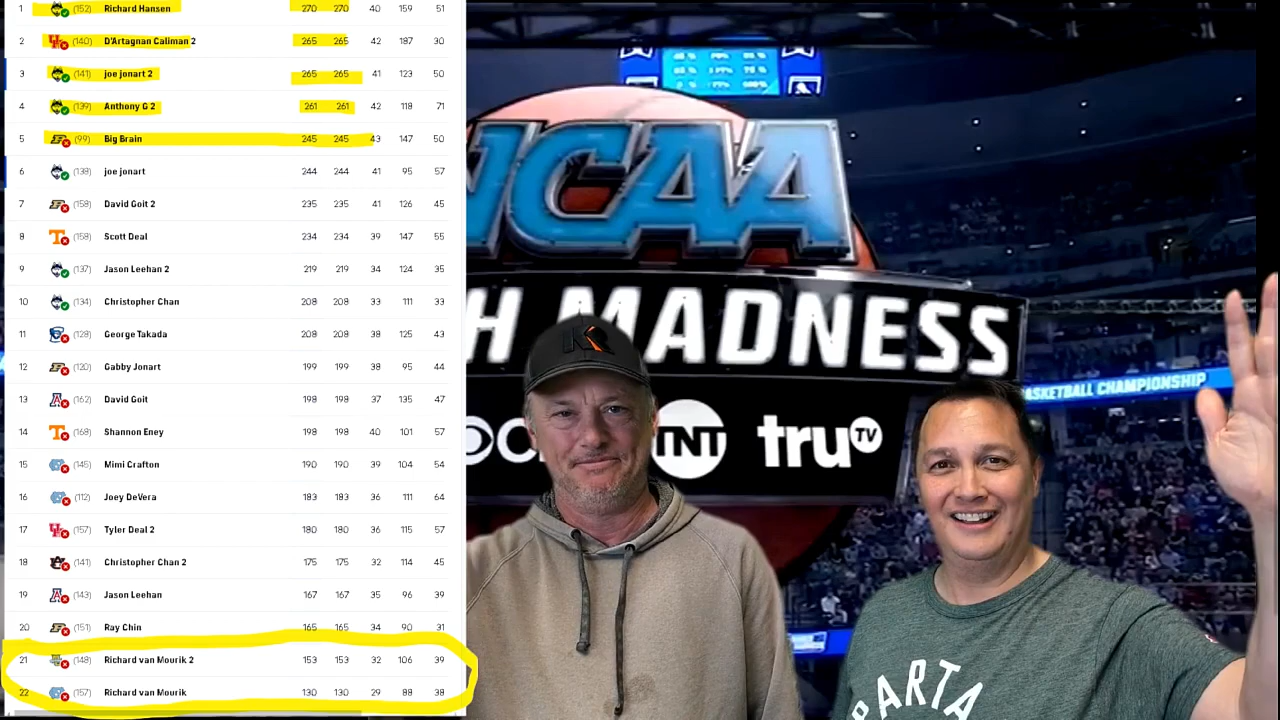 1 (152) Richard Hansen 270 270 40 159 51
2 (140) D'Artagnan Caliman 2 265 265 42 187 30
3 (141) joe jonart 2 265 265 41 123 50
4 (139) Anthony G 2 261 261 42 118 71
5 (99) Big Brain 245 245 43 147 50
6 (138) joe jonart 244 244 41 95 57
7 (158) David Goit 2 235 235 41 126 45
8 (158) Scott Deal 234 234 39 147 55
9 (137) Jason Leehan 2 219 219 34 124 35
10 (134) Christopher Chan 208 208 33 111 33
11 (128) George Takada 208 208 38 125 43
12 (130) Gabby Jonart 199 199 38 95 44
13 (162) David Goit 198 198 37 135 47
14 (168) Shannon Eney 198 198 40 101 57
15 (145) Mimi Crafton 190 190 39 104 54
16 (112) Joey DeVera 183 183 36 111 64
17 (157) Tyler Deal 2 180 180 36 115 57
18 (141) Christopher Chan 2 175 175 32 114 45
19 (143) Jason Leehan 167 167 35 96 39
20 (151) Ray Chin 165 165 34 90 31
21 (148) Richard van Mourik 2 153 153 32 106 39
22 (157) Richard van Mourik 130 130 29 88 38
NCAA
H MADNESS
BASKETBALL CHAMPIONSHIP
TNT truTV
KR
PARTA